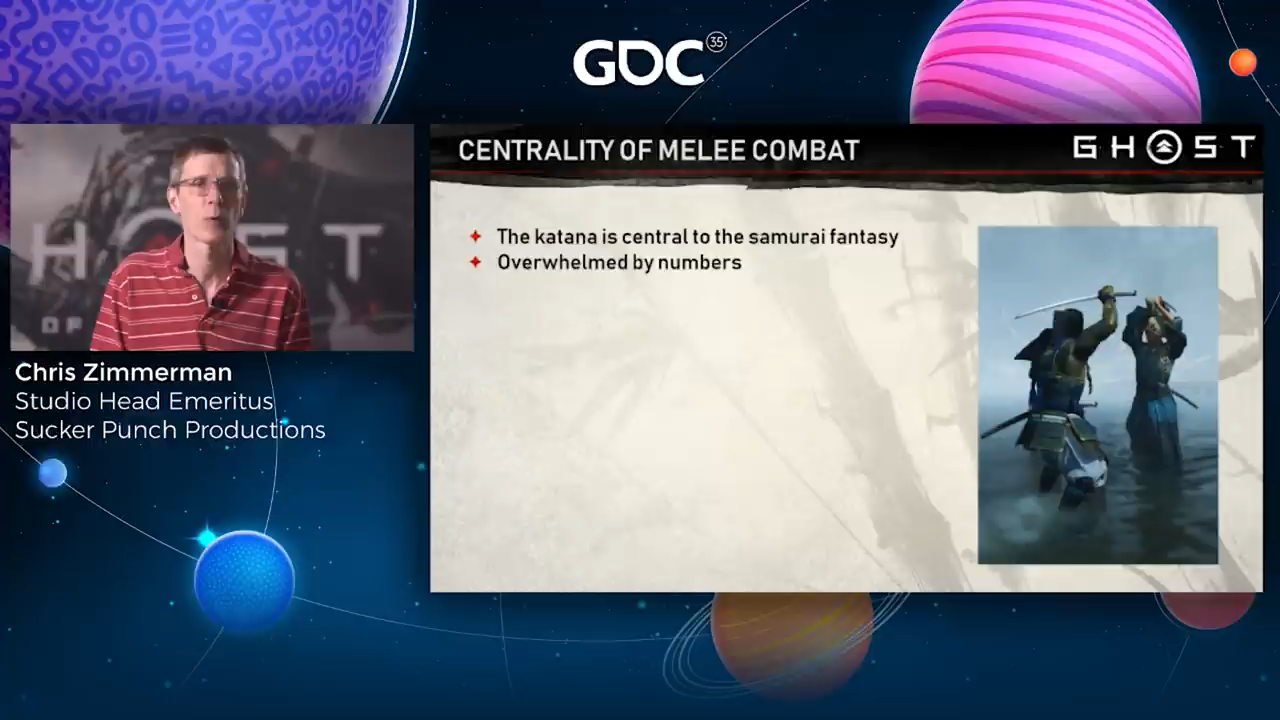 GDC 35
CENTRALITY OF MELEE COMBAT
GHOST
The katana is central to the samurai fantasy
Overwhelmed by numbers
H O S T
OF
Chris Zimmerman
Studio Head Emeritus
Sucker Punch Productions